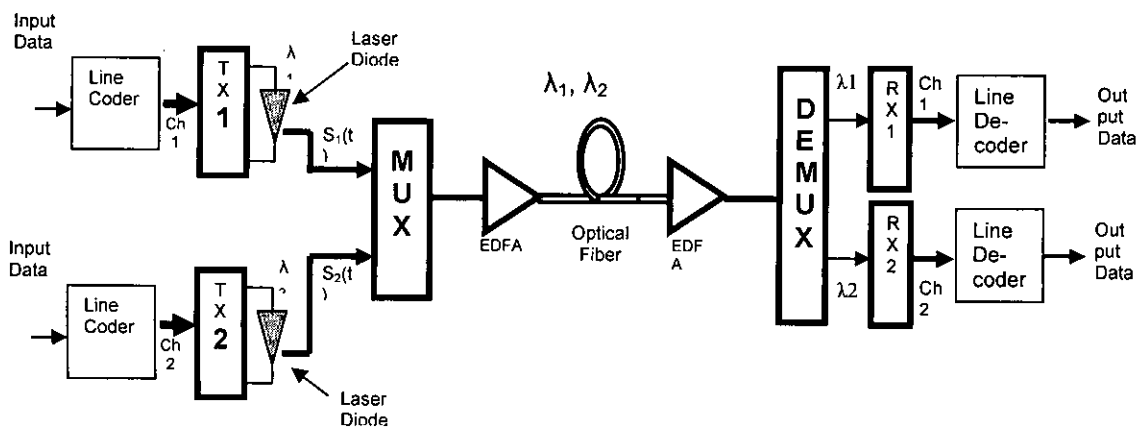 Input
Data
Line
Coder
Ch
1
T
X
1
λ
Laser
Diode
S₁(t
)
Input
Data
Line
Coder
Ch
2
T
X
2
λ
Laser
Diode
S₂(t
)
M
U
X
EDFA
λ₁, λ₂
Optical
Fiber
EDF
A
D
E
M
U
X
λ1
R
X
1
Ch
1
Line
De-
coder
Out
put
Data
λ2
R
X
2
Ch
2
Line
De-
coder
Out
put
Data